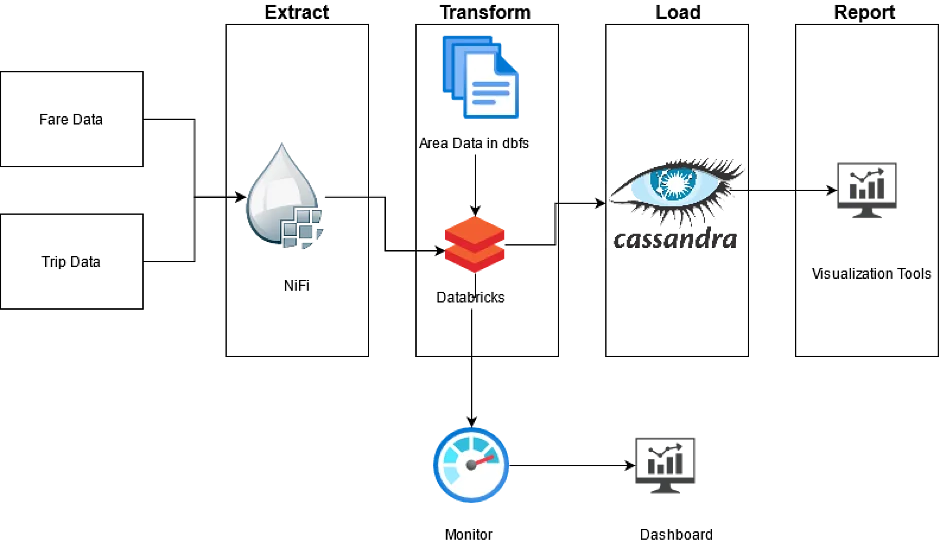 Extract
Transform
Load
Report
Fare Data
Trip Data
NiFi
Area Data in dbfs
Databricks
cassandra
Visualization Tools
Monitor
Dashboard